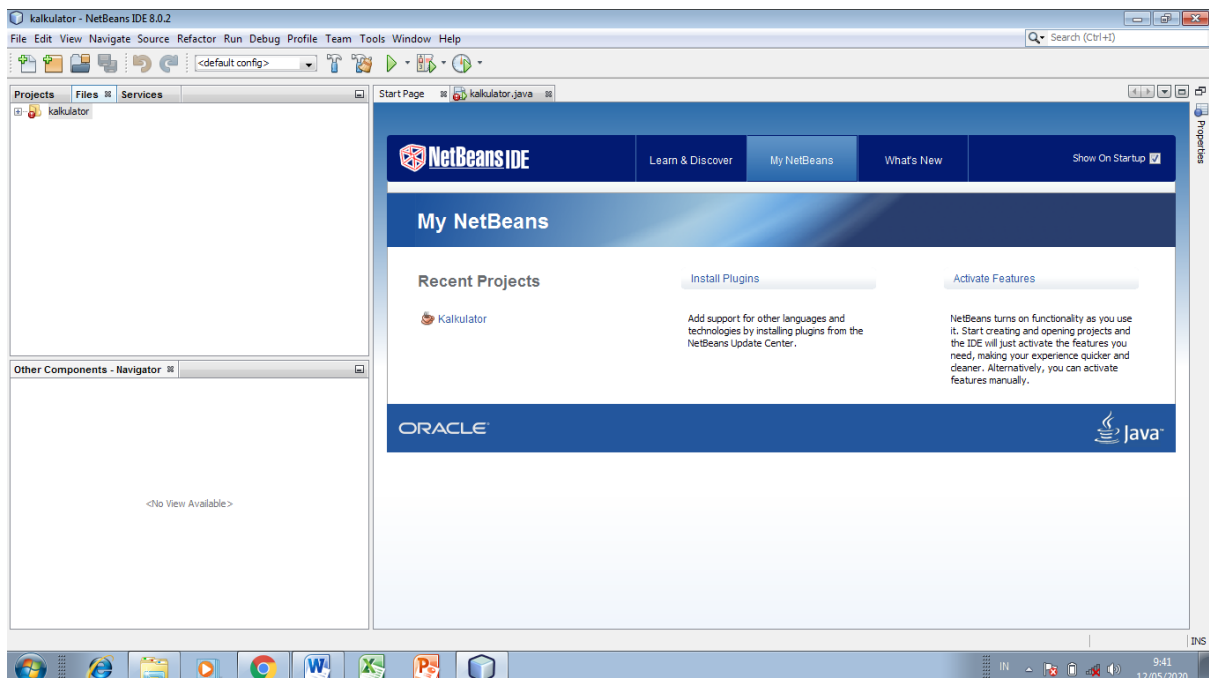 kalkulator - NetBeans IDE 8.0.2
File Edit View Navigate Source Refactor Run Debug Profile Team Tools Window Help
Search (Ctrl+I)
<default config>
Projects Files Services
Start Page kalkulator.java
kalkulator
Properties
NetBeans IDE
Learn & Discover
My NetBeans
What's New
Show On Startup
My NetBeans
Recent Projects
Kalkulator
Install Plugins
Add support for other languages and
technologies by installing plugins from the
NetBeans Update Center.
Activate Features
NetBeans turns on functionality as you use
it. Start creating and opening projects and
the IDE will just activate the features you
need, making your experience quicker and
cleaner. Alternatively, you can activate
features manually.
Other Components - Navigator
<No View Available>
ORACLE
Java
INS
IN
9:41
12/05/2020